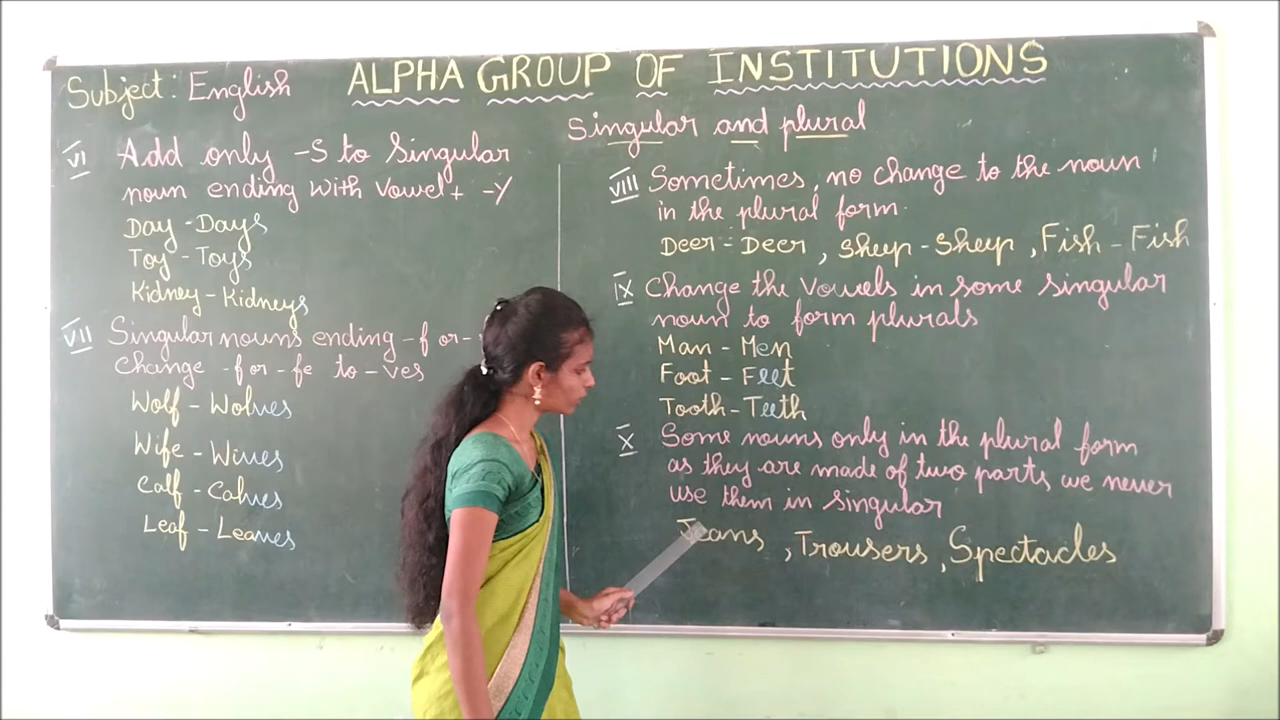 Subject: English
ALPHA GROUP OF INSTITUTIONS
Singular and plural
VI Add only -S to Singular
noun ending with Vowel+ -Y
Day - Days
Toy - Toys
Kidney - Kidneys
VII Singular nouns ending -f or -
Change -f or -fe to -ves
Wolf - Wolves
Wife - Wives
Calf - Calves
Leaf - Leaves
VIII Sometimes, no change to the noun
in the plural form.
Deer - Deer, Sheep - Sheep, Fish - Fish
IX Change the Vowels in some singular
noun to form plurals
Man - Men
Foot - Feet
Tooth - Teeth
X Some nouns only in the plural form
as they are made of two parts, we never
use them in singular
Jeans, Trousers, Spectacles